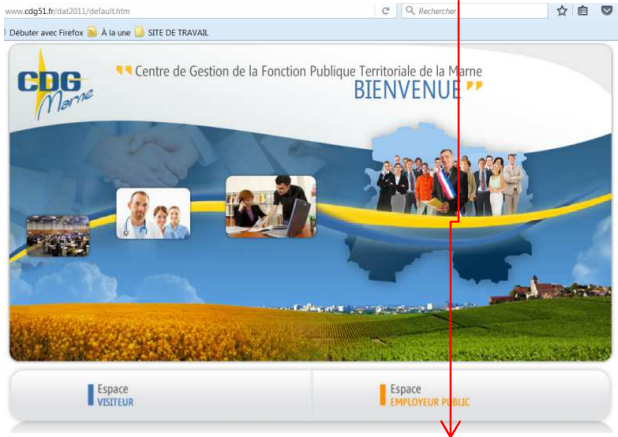 www.cdg51.fr/dat2011/default.htm
Rechercher
Débuter avec Firefox À la une SITE DE TRAVAIL
CDG
Marne
Centre de Gestion de la Fonction Publique Territoriale de la Marne
BIENVENUE
Espace
VISITEUR
Espace
EMPLOYEUR PUBLIC